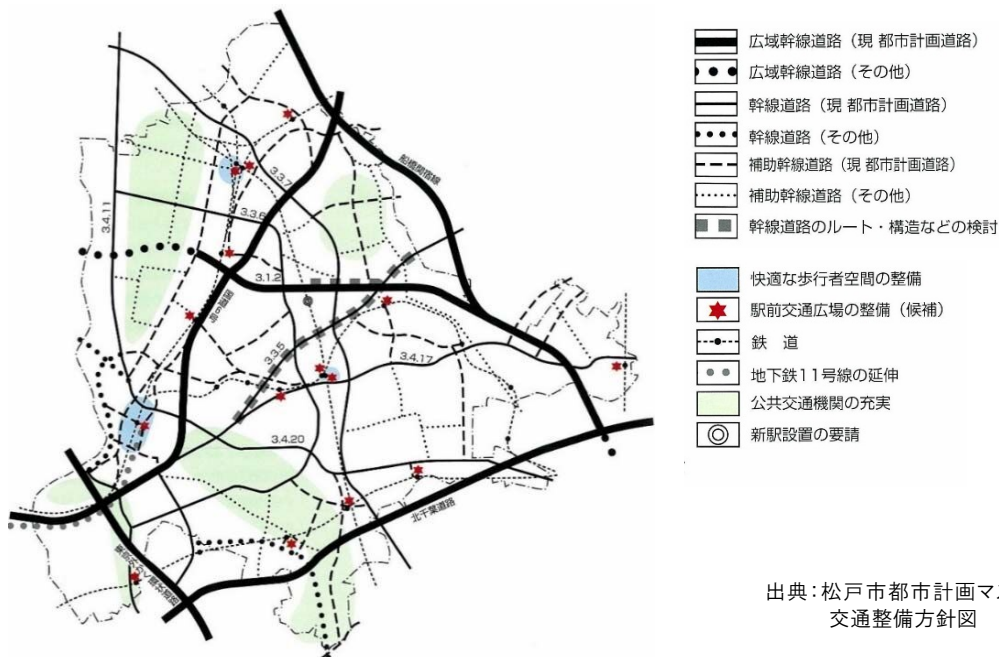 船橋関宿線
3.3.7
3.4.11
3.3.6
3.1.2
国道6号
3.3.5
3.4.17
3.4.20
北千葉道路
広域幹線道路（現 都市計画道路）
広域幹線道路（その他）
幹線道路（現 都市計画道路）
幹線道路（その他）
補助幹線道路（現 都市計画道路）
補助幹線道路（その他）
幹線道路のルート・構造などの検討
快適な歩行者空間の整備
駅前交通広場の整備（候補）
鉄 道
地下鉄11号線の延伸
公共交通機関の充実
新駅設置の要請
出典：松戸市都市計画マス
交通整備方針図